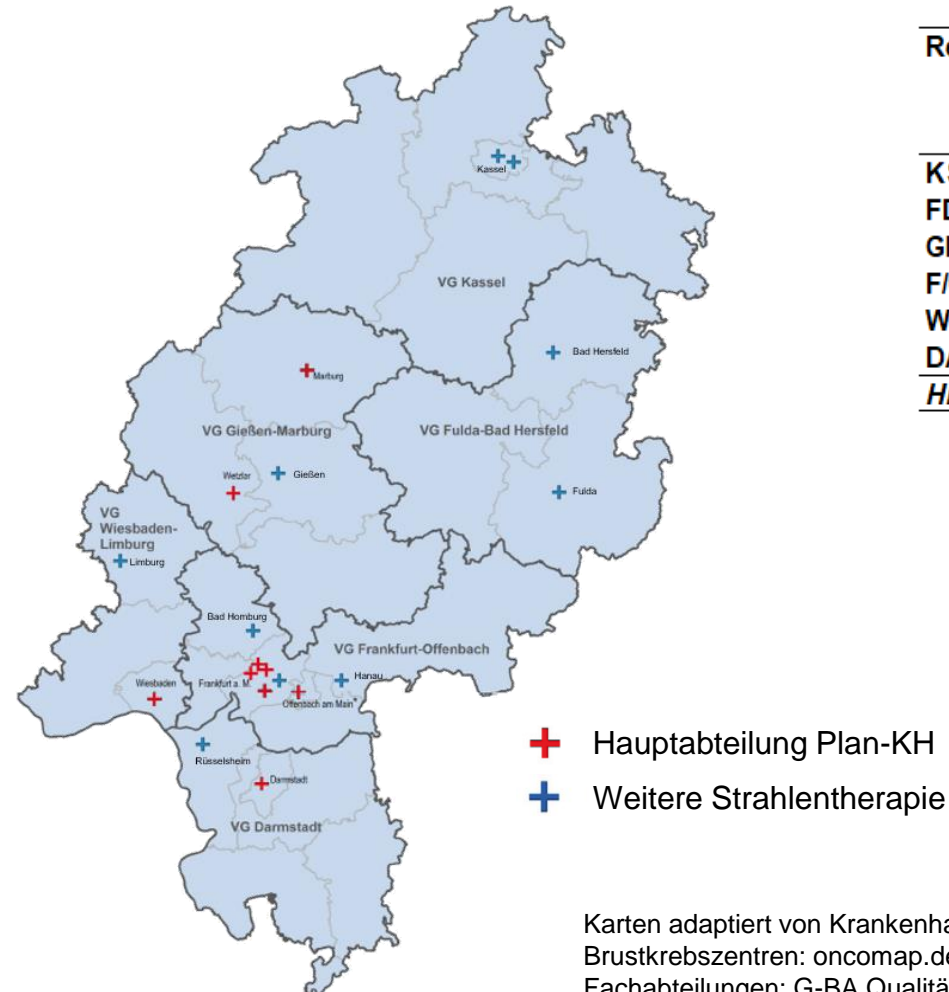 Kassel
VG Kassel
Bad Hersfeld
Marburg
VG Gießen-Marburg
VG Fulda-Bad Hersfeld
Wetzlar
Gießen
Fulda
VG
Wiesbaden-
Limburg
Limburg
Bad Homburg
VG Frankfurt-Offenbach
Wiesbaden
Frankfurt a. M.
Hanau
Offenbach am Main*
Rüsselsheim
Darmstadt
VG Darmstadt
Hauptabteilung Plan-KH
Weitere Strahlentherapie
Karten adaptiert von Krankenha
Brustkrebszentren: oncomap.de
Fachabteilungen: G-BA Qualitä
F/
W